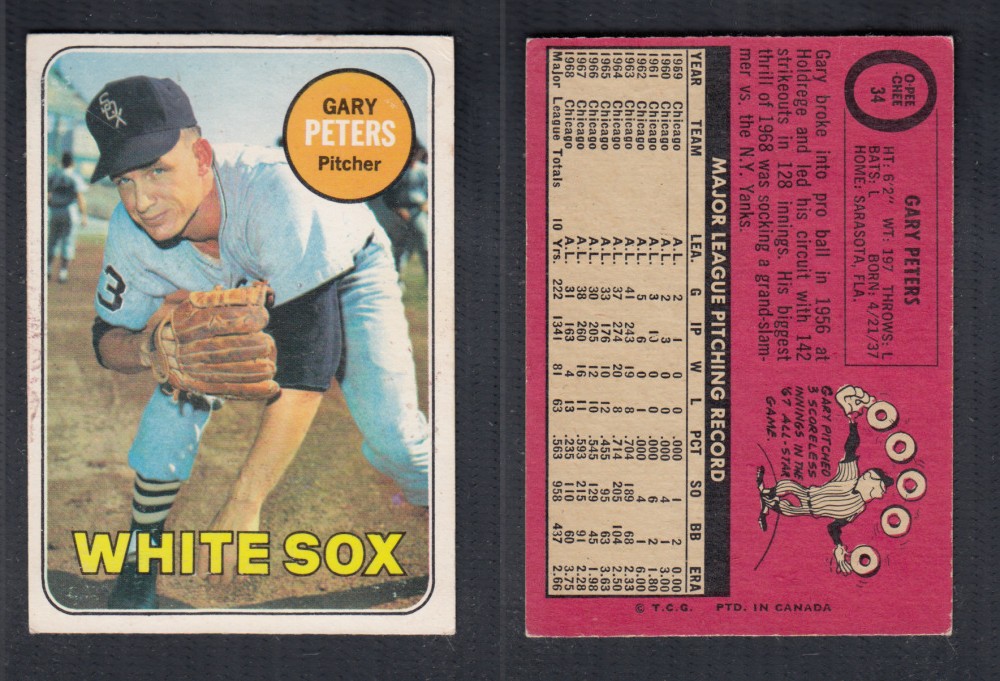 SOX
GARY
PETERS
Pitcher
3
WHITE SOX
O-PEE
-CHEE
34
GARY PETERS
HT: 6'2" WT: 197 THROWS: L
BATS: L BORN: 4/21/37
HOME: SARASOTA, FLA.
Gary broke into pro ball in 1956 at
Holdrege and led his circuit with 142
strikeouts in 128 innings. His biggest
thrill of 1968 was socking a grand-slam-
mer vs. the N.Y. Yanks.
GARY PITCHED
3 SCORELESS
INNINGS IN THE
'67 ALL-STAR
GAME.
MAJOR LEAGUE PITCHING RECORD
YEAR TEAM LEA. G IP W L PCT SO BB ERA
1959 Chicago A.L. 2 1 0 0 .000 1 2 0.00
1960 Chicago A.L. 2 3 0 0 .000 4 1 3.00
1961 Chicago A.L. 3 10 0 0 .000 6 2 1.80
1962 Chicago A.L. 5 6 0 1 .000 4 1 6.00
1963 Chicago A.L. 41 243 19 8 .704 189 68 2.33
1964 Chicago A.L. 37 274 20 8 .714 205 104 2.50
1965 Chicago A.L. 33 176 10 12 .455 95 63 3.63
1966 Chicago A.L. 30 205 12 10 .545 129 45 1.98
1967 Chicago A.L. 38 260 16 11 .593 215 91 2.28
1968 Chicago A.L. 31 163 4 13 .235 110 60 3.75
Major League Totals 10 Yrs. 222 1341 81 63 .563 958 437 2.66
© T.C.G. PTD. IN CANADA